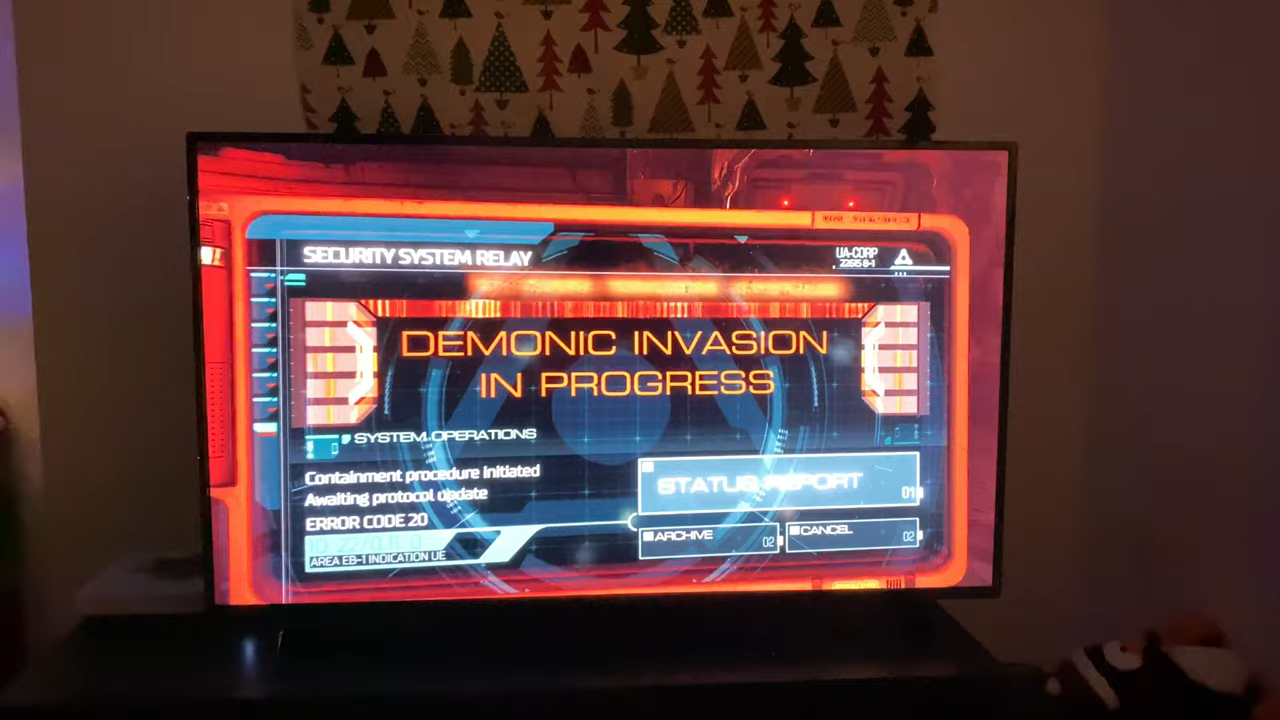 SECURITY SYSTEM RELAY
UA-CORP
DEMONIC INVASION
IN PROGRESS
SYSTEM OPERATIONS
Containment procedure initiated
Awaiting protocol update
ERROR CODE 20
AREA EB-1 INDICATION UE
STATUS REPORT
01
ARCHIVE
02
CANCEL
02